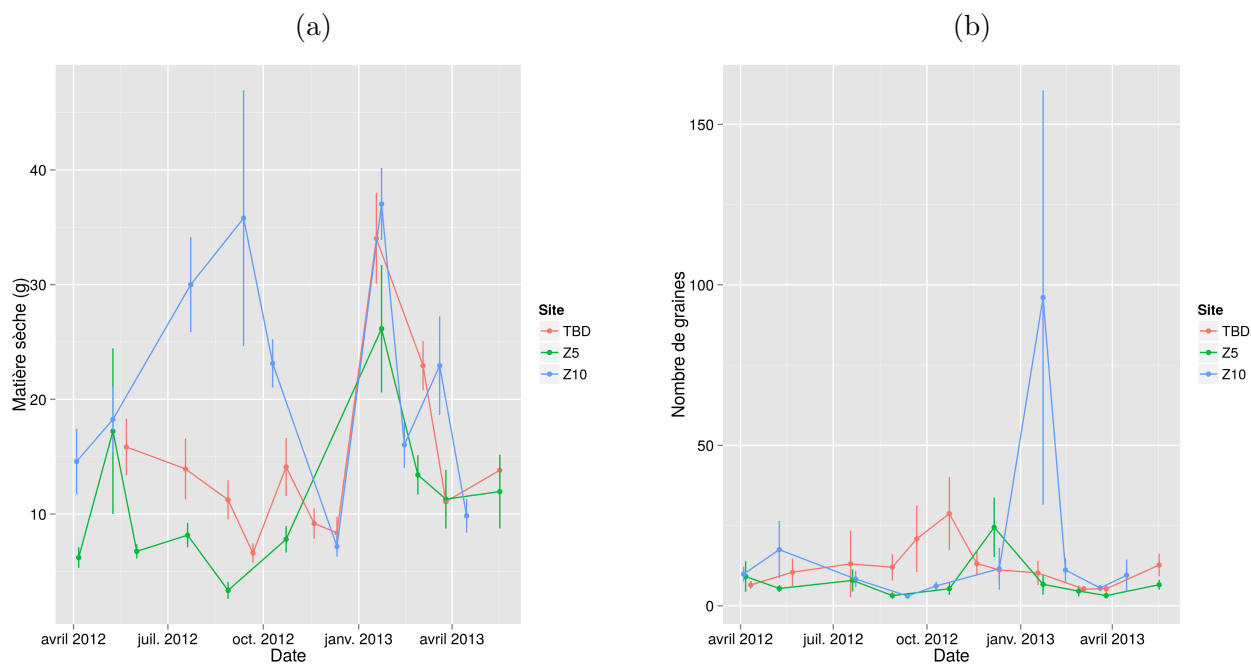 (a)
Matière sèche (g)
40
30
20
10
avril 2012 juil. 2012 oct. 2012 janv. 2013 avril 2013
Date
Site
TBD
Z5
Z10
(b)
Nombre de graines
150
100
50
0
avril 2012 juil. 2012 oct. 2012 janv. 2013 avril 2013
Date
Site
TBD
Z5
Z10